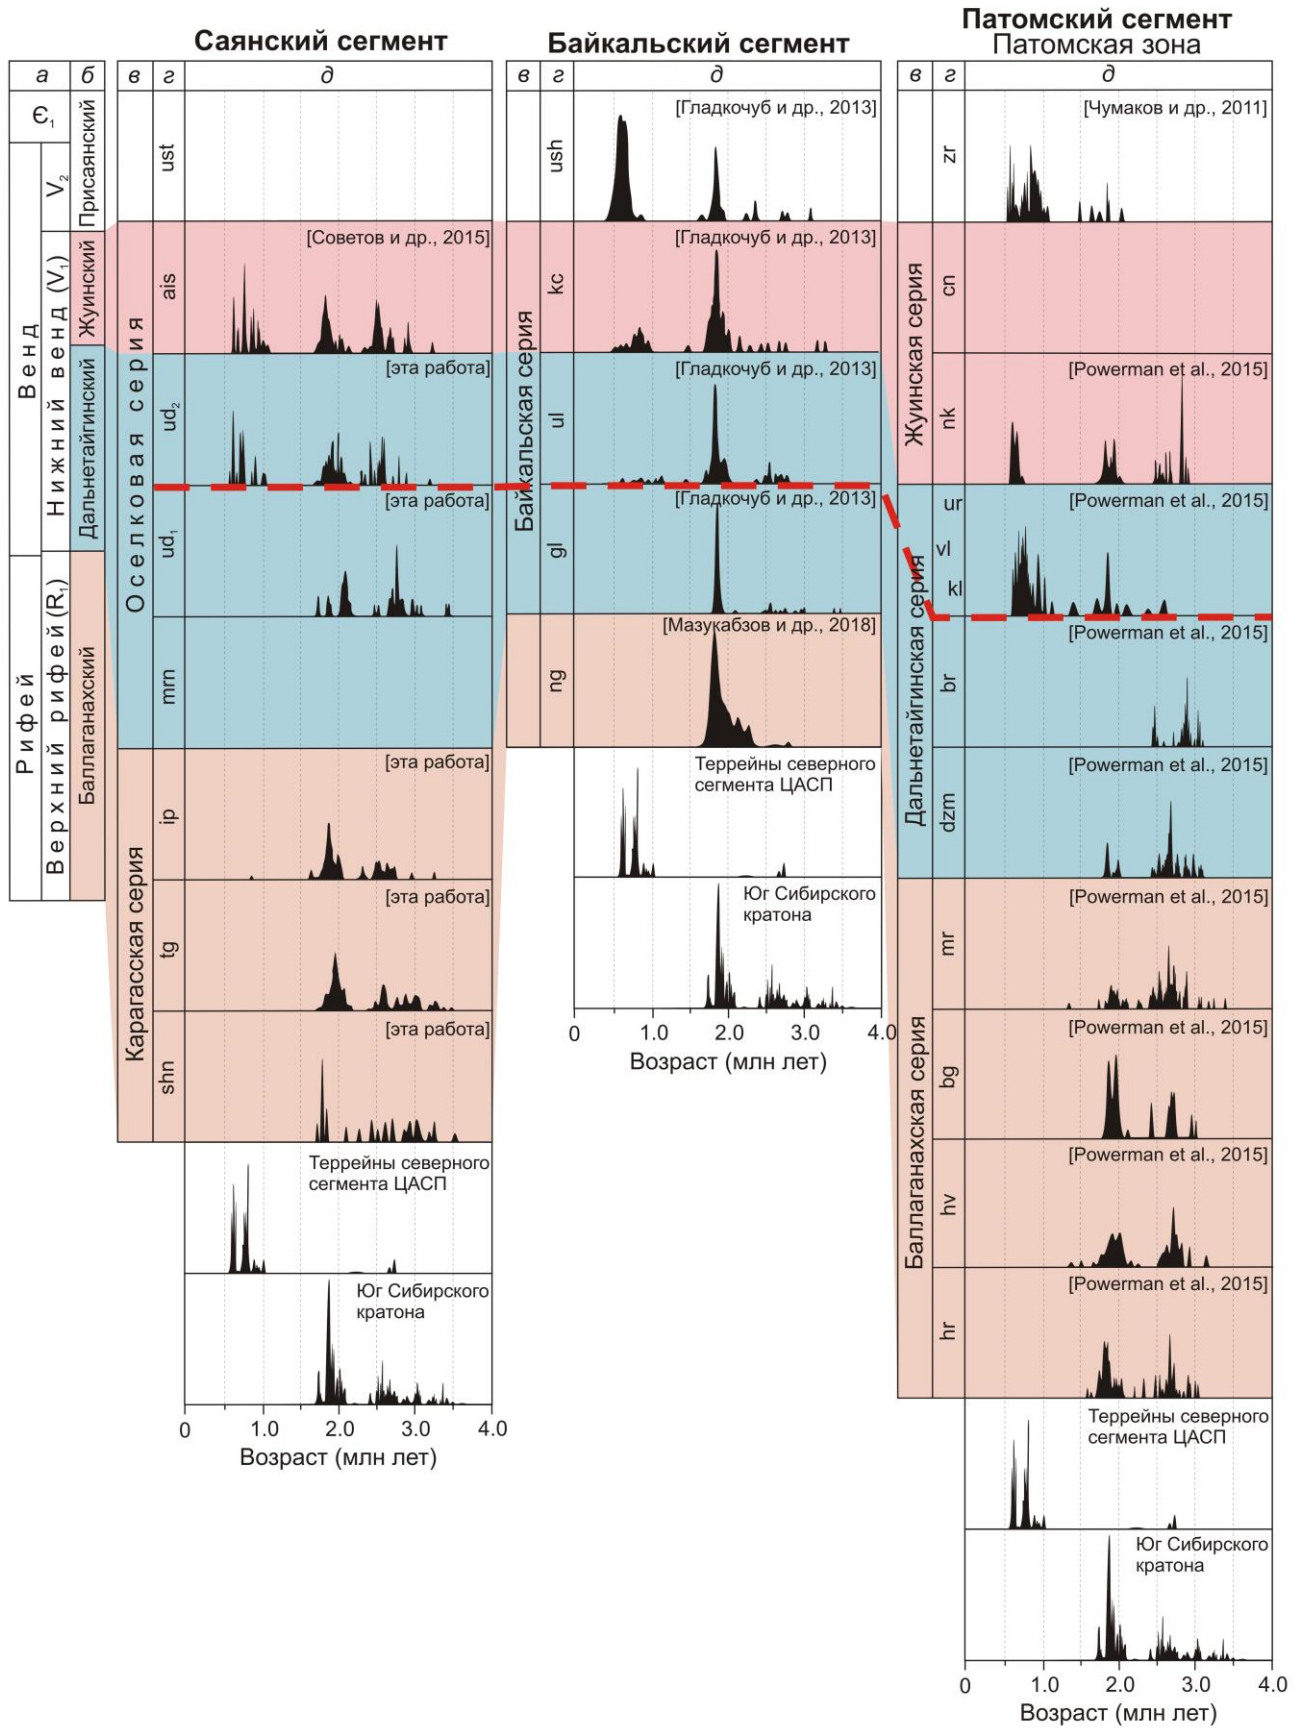 Саянский сегмент
Байкальский сегмент
Патомский сегмент
Патомская зона
а
б
в
г
д
в
г
д
в
г
д
Є₁
V₂
Венд
Нижний венд (V₁)
Рифей
Верхний рифей (R₁)
Присаянский
Жуинский
Дальнетайгинский
Баллаганахский
Оселковая серия
Карагасская серия
ust
ais
[Советов и др., 2015]
ud₂
[эта работа]
ud₁
[эта работа]
mrn
ip
[эта работа]
tg
[эта работа]
shn
[эта работа]
Террейны северного
сегмента ЦАСП
Юг Сибирского
кратона
0
1.0
2.0
3.0
4.0
Возраст (млн лет)
Байкальская серия
ush
[Гладкочуб и др., 2013]
kc
[Гладкочуб и др., 2013]
ul
[Гладкочуб и др., 2013]
gl
[Гладкочуб и др., 2013]
ng
[Мазукабзов и др., 2018]
Террейны северного
сегмента ЦАСП
Юг Сибирского
кратона
0
1.0
2.0
3.0
4.0
Возраст (млн лет)
Жуинская серия
Дальнетайгинская серия
Баллаганахская серия
zr
[Чумаков и др., 2011]
cn
nk
[Powerman et al., 2015]
ur
vl
kl
[Powerman et al., 2015]
br
[Powerman et al., 2015]
dzm
[Powerman et al., 2015]
mr
[Powerman et al., 2015]
bg
[Powerman et al., 2015]
hv
[Powerman et al., 2015]
hr
[Powerman et al., 2015]
Террейны северного
сегмента ЦАСП
Юг Сибирского
кратона
0
1.0
2.0
3.0
4.0
Возраст (млн лет)